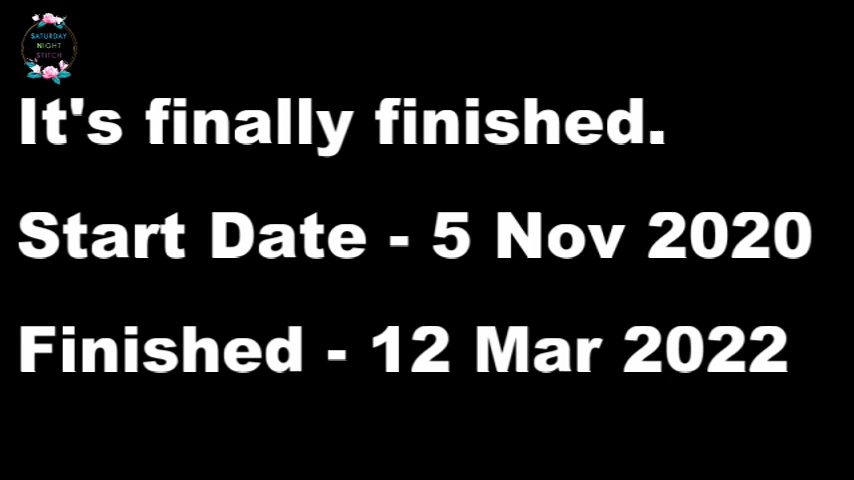 SATURDAY
NIGHT
STITCH
It's finally finished.
Start Date - 5 Nov 2020
Finished - 12 Mar 2022